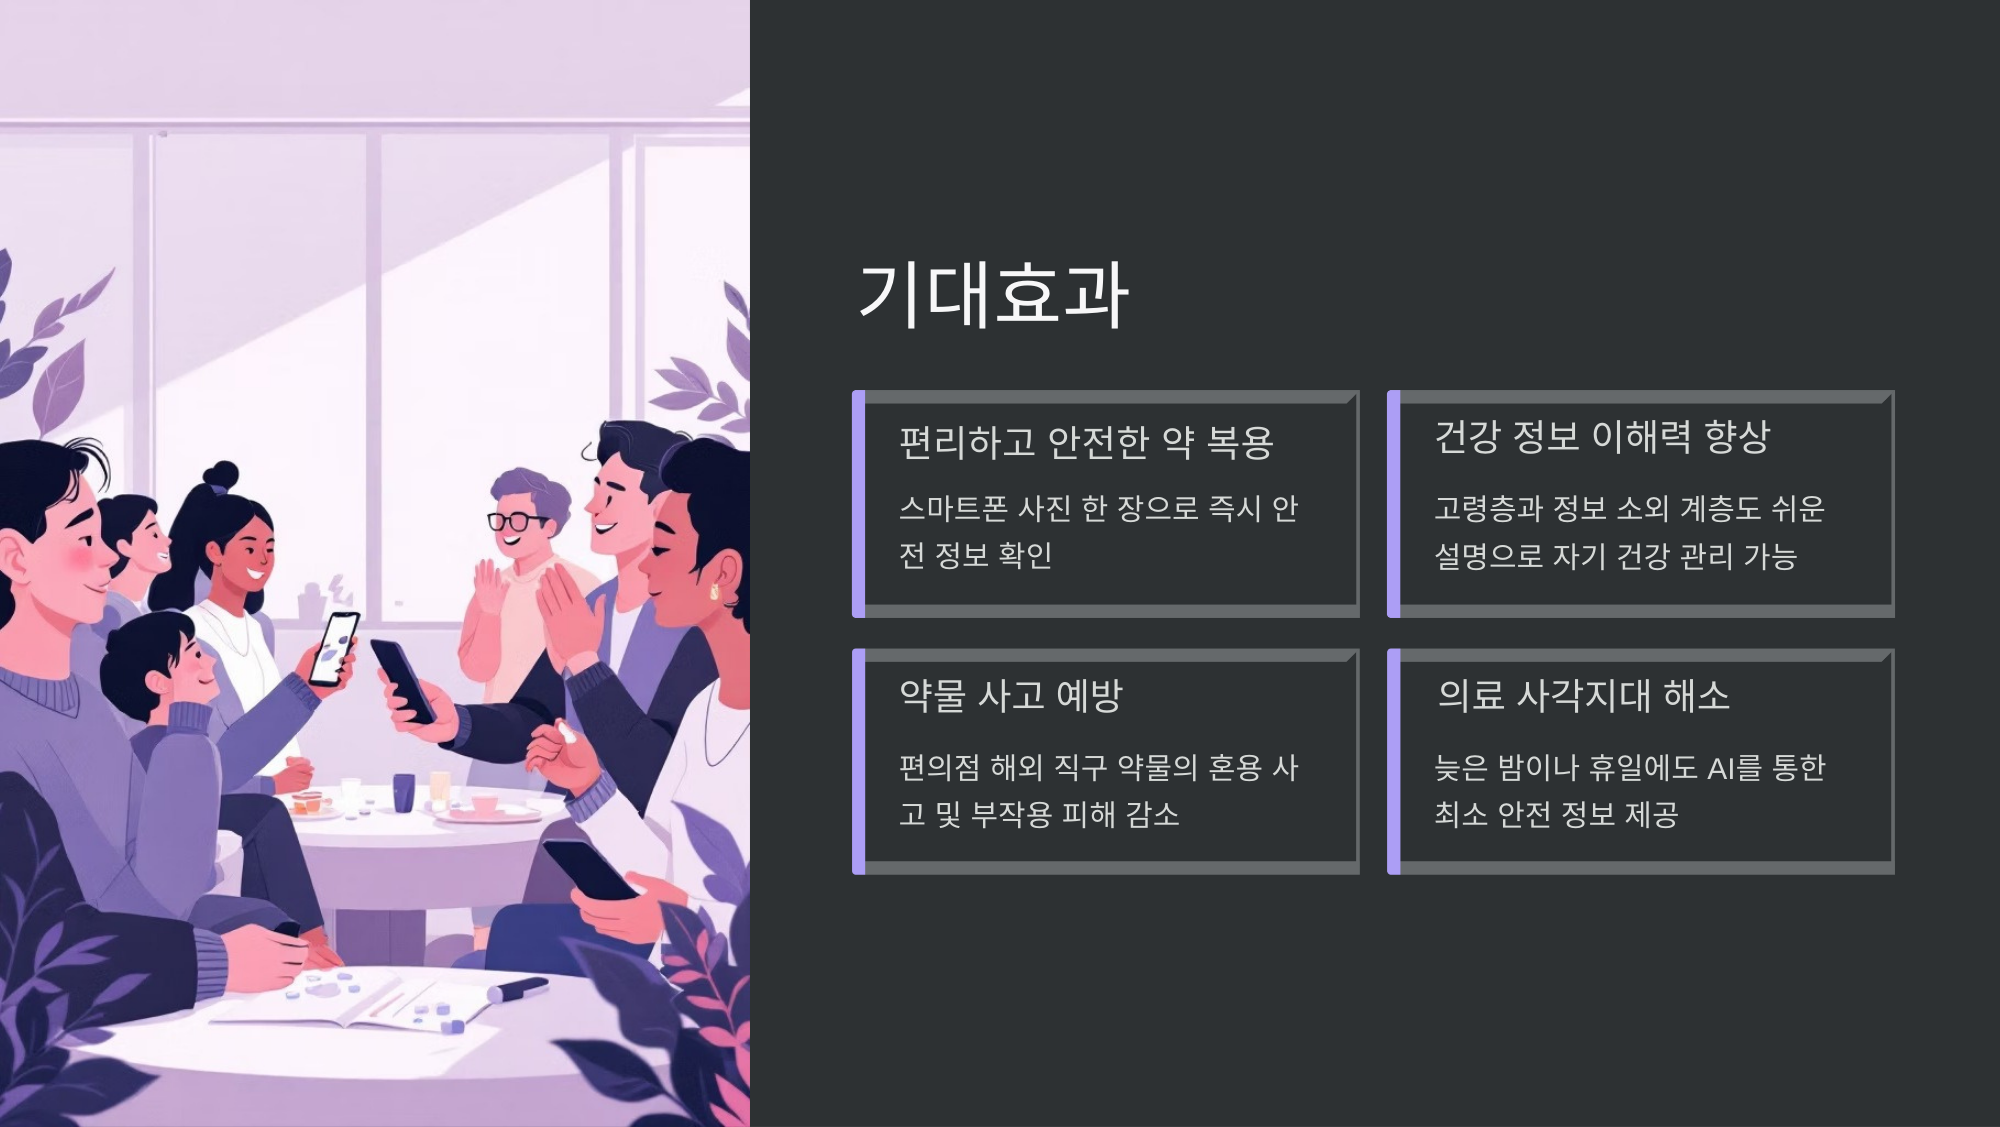 기대효과
편리하고 안전한 약 복용
스마트폰 사진 한 장으로 즉시 안
전 정보 확인
건강 정보 이해력 향상
고령층과 정보 소외 계층도 쉬운
설명으로 자기 건강 관리 가능
약물 사고 예방
편의점 해외 직구 약물의 혼용 사
고 및 부작용 피해 감소
의료 사각지대 해소
늦은 밤이나 휴일에도 AI를 통한
최소 안전 정보 제공